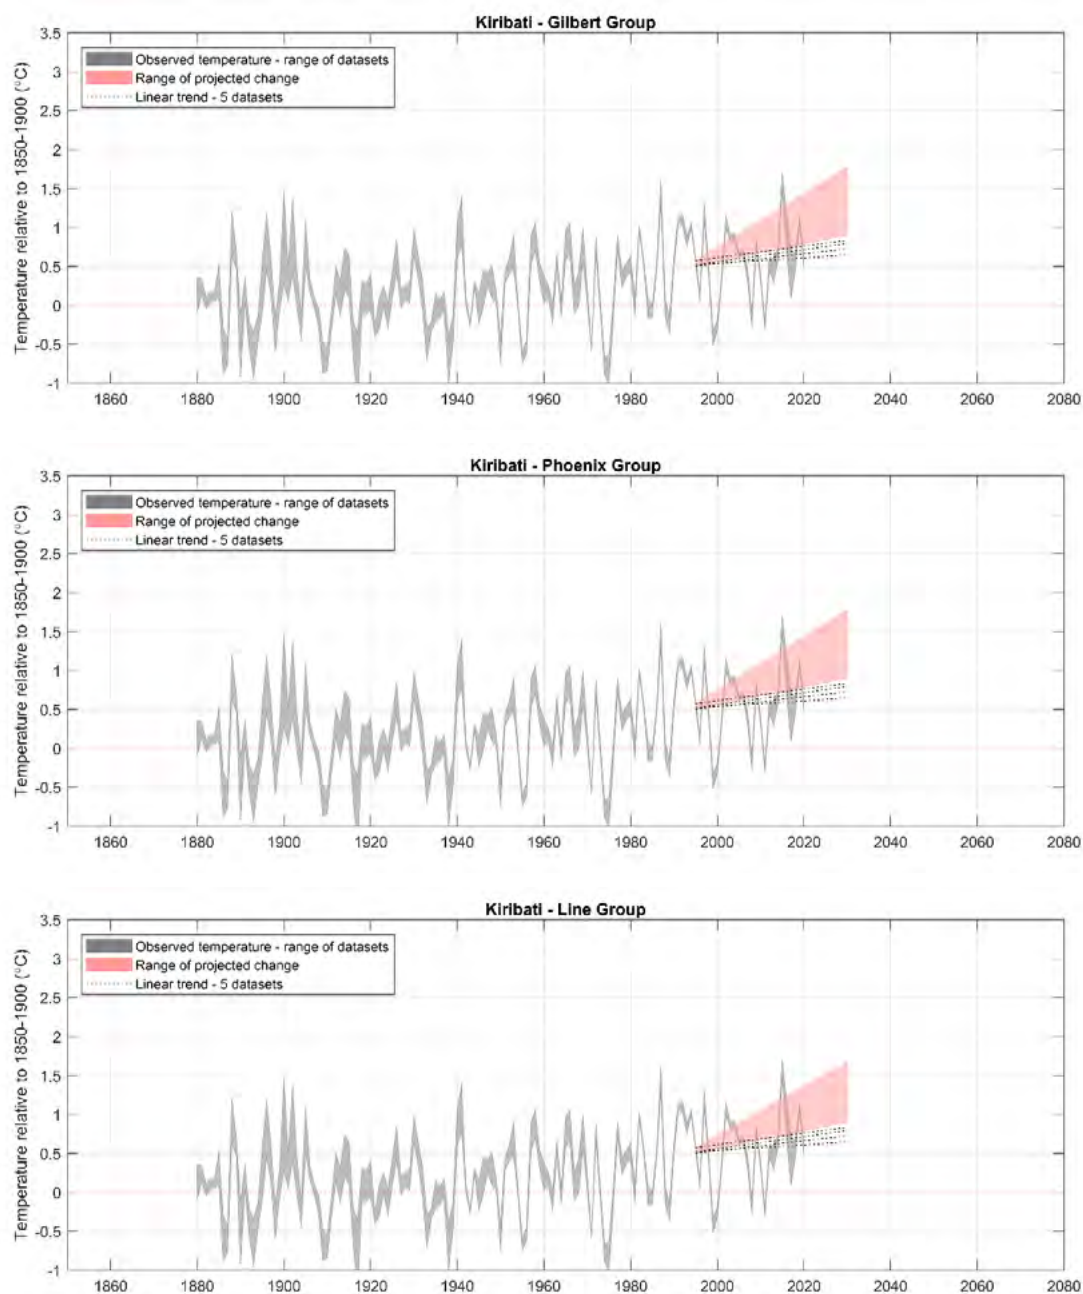 Kiribati - Gilbert Group
3.5
Observed temperature - range of datasets
3
Range of projected change
Linear trend - 5 datasets
2.5
2
1.5
1
0.5
0
-0.5
-1
Temperature relative to 1850-1900 (°C)
1860 1880 1900 1920 1940 1960 1980 2000 2020 2040 2060 2080
Kiribati - Phoenix Group
3.5
Observed temperature - range of datasets
3
Range of projected change
Linear trend - 5 datasets
2.5
2
1.5
1
0.5
0
-0.5
-1
Temperature relative to 1850-1900 (°C)
1860 1880 1900 1920 1940 1960 1980 2000 2020 2040 2060 2080
Kiribati - Line Group
3.5
Observed temperature - range of datasets
3
Range of projected change
Linear trend - 5 datasets
2.5
2
1.5
1
0.5
0
-0.5
-1
Temperature relative to 1850-1900 (°C)
1860 1880 1900 1920 1940 1960 1980 2000 2020 2040 2060 2080